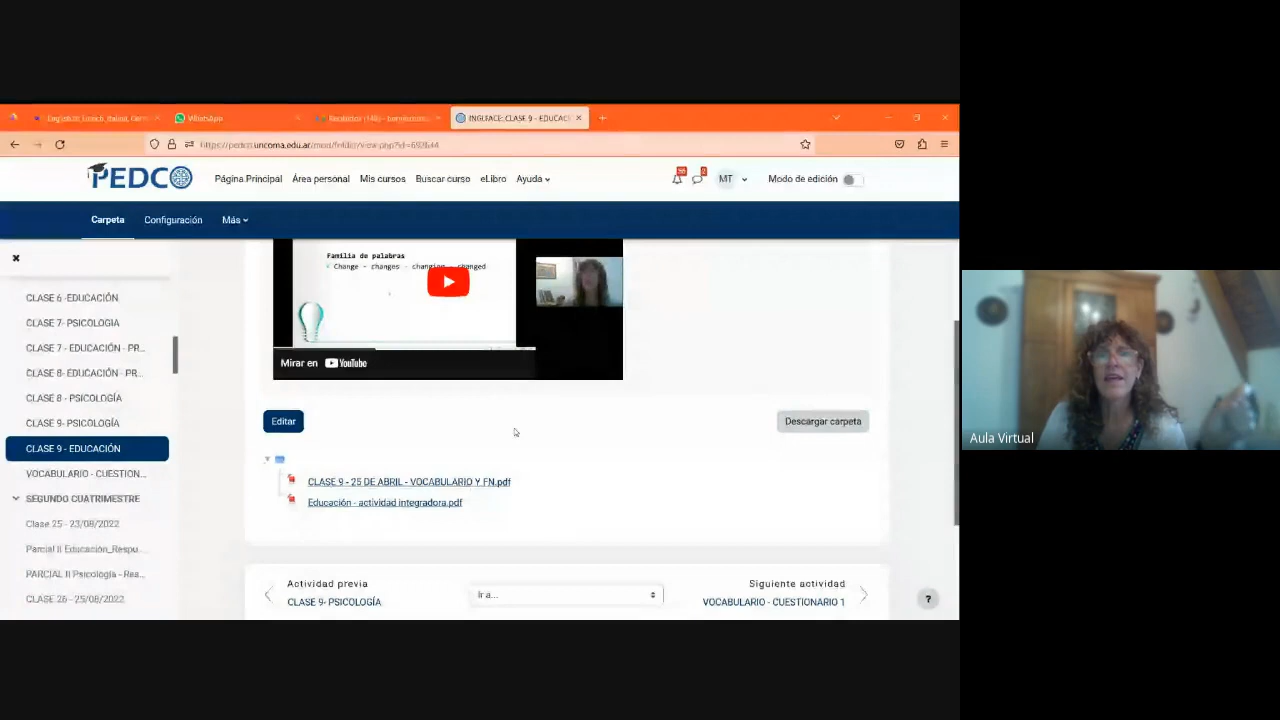 WhatsApp
INGLFACE: CLASE 9 - EDUCACI
PEDCO
Página Principal Área personal Mis cursos Buscar curso eLibro Ayuda
MT
Modo de edición
Carpeta Configuración Más
CLASE 6 -EDUCACIÓN
CLASE 7- PSICOLOGIA
CLASE 7 - EDUCACIÓN - PR...
CLASE 8- EDUCACIÓN - PR...
CLASE 8 - PSICOLOGÍA
CLASE 9- PSICOLOGÍA
CLASE 9 - EDUCACIÓN
VOCABULARIO - CUESTION...
SEGUNDO CUATRIMESTRE
Clase 25 - 23/08/2022
Parcial II Educación_Respu...
PARCIAL II Psicología - Rea...
CLASE 26 - 25/08/2022
Familia de palabras
Change - changes - changing - changed
Mirar en YouTube
Editar
Descargar carpeta
CLASE 9 - 25 DE ABRIL - VOCABULARIO Y FN.pdf
Educación - actividad integradora.pdf
Actividad previa
CLASE 9- PSICOLOGÍA
Ir a...
Siguiente actividad
VOCABULARIO - CUESTIONARIO 1
?
Aula Virtual